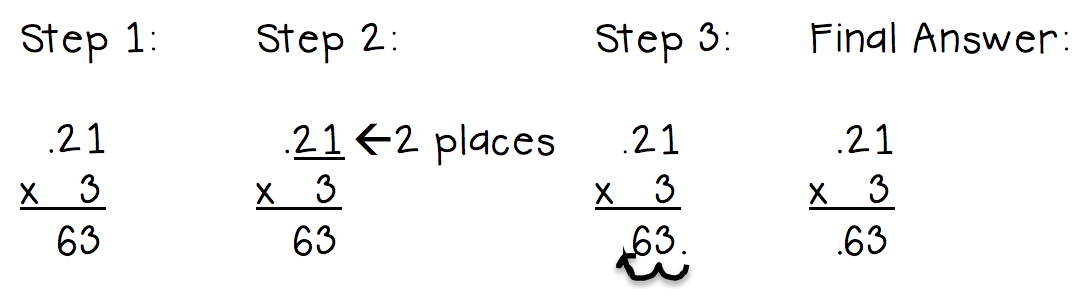 Step 1: Step 2: Step 3: Final Answer:
.21 .21 ←2 places .21 .21
x 3 x 3 x 3 x 3
63 63 63. .63